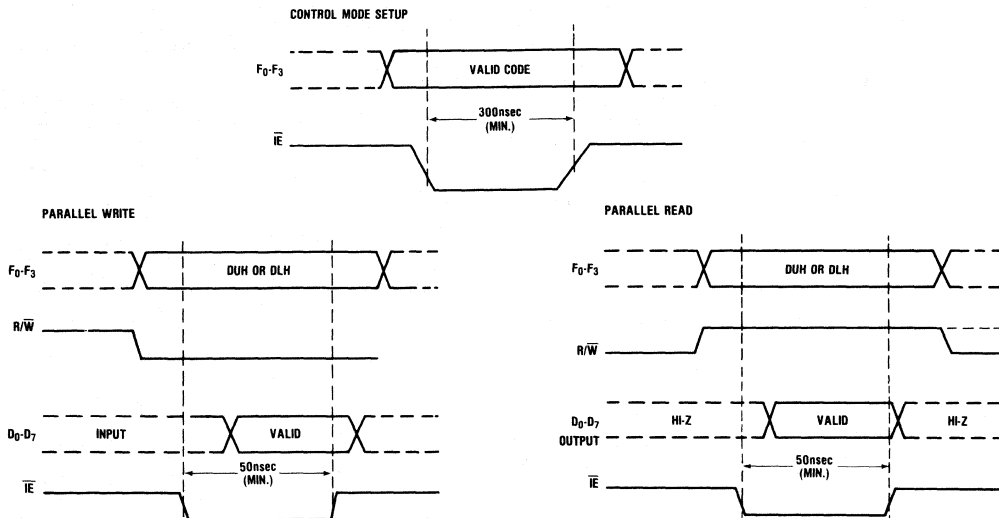 CONTROL MODE SETUP
F₀-F₃
VALID CODE
300nsec
(MIN.)
IE
PARALLEL WRITE
F₀-F₃
DUH OR DLH
R/W
D₀-D₇
INPUT
VALID
50nsec
(MIN.)
IE
PARALLEL READ
F₀-F₃
DUH OR DLH
R/W
D₀-D₇
OUTPUT
HI-Z
VALID
HI-Z
50nsec
(MIN.)
IE